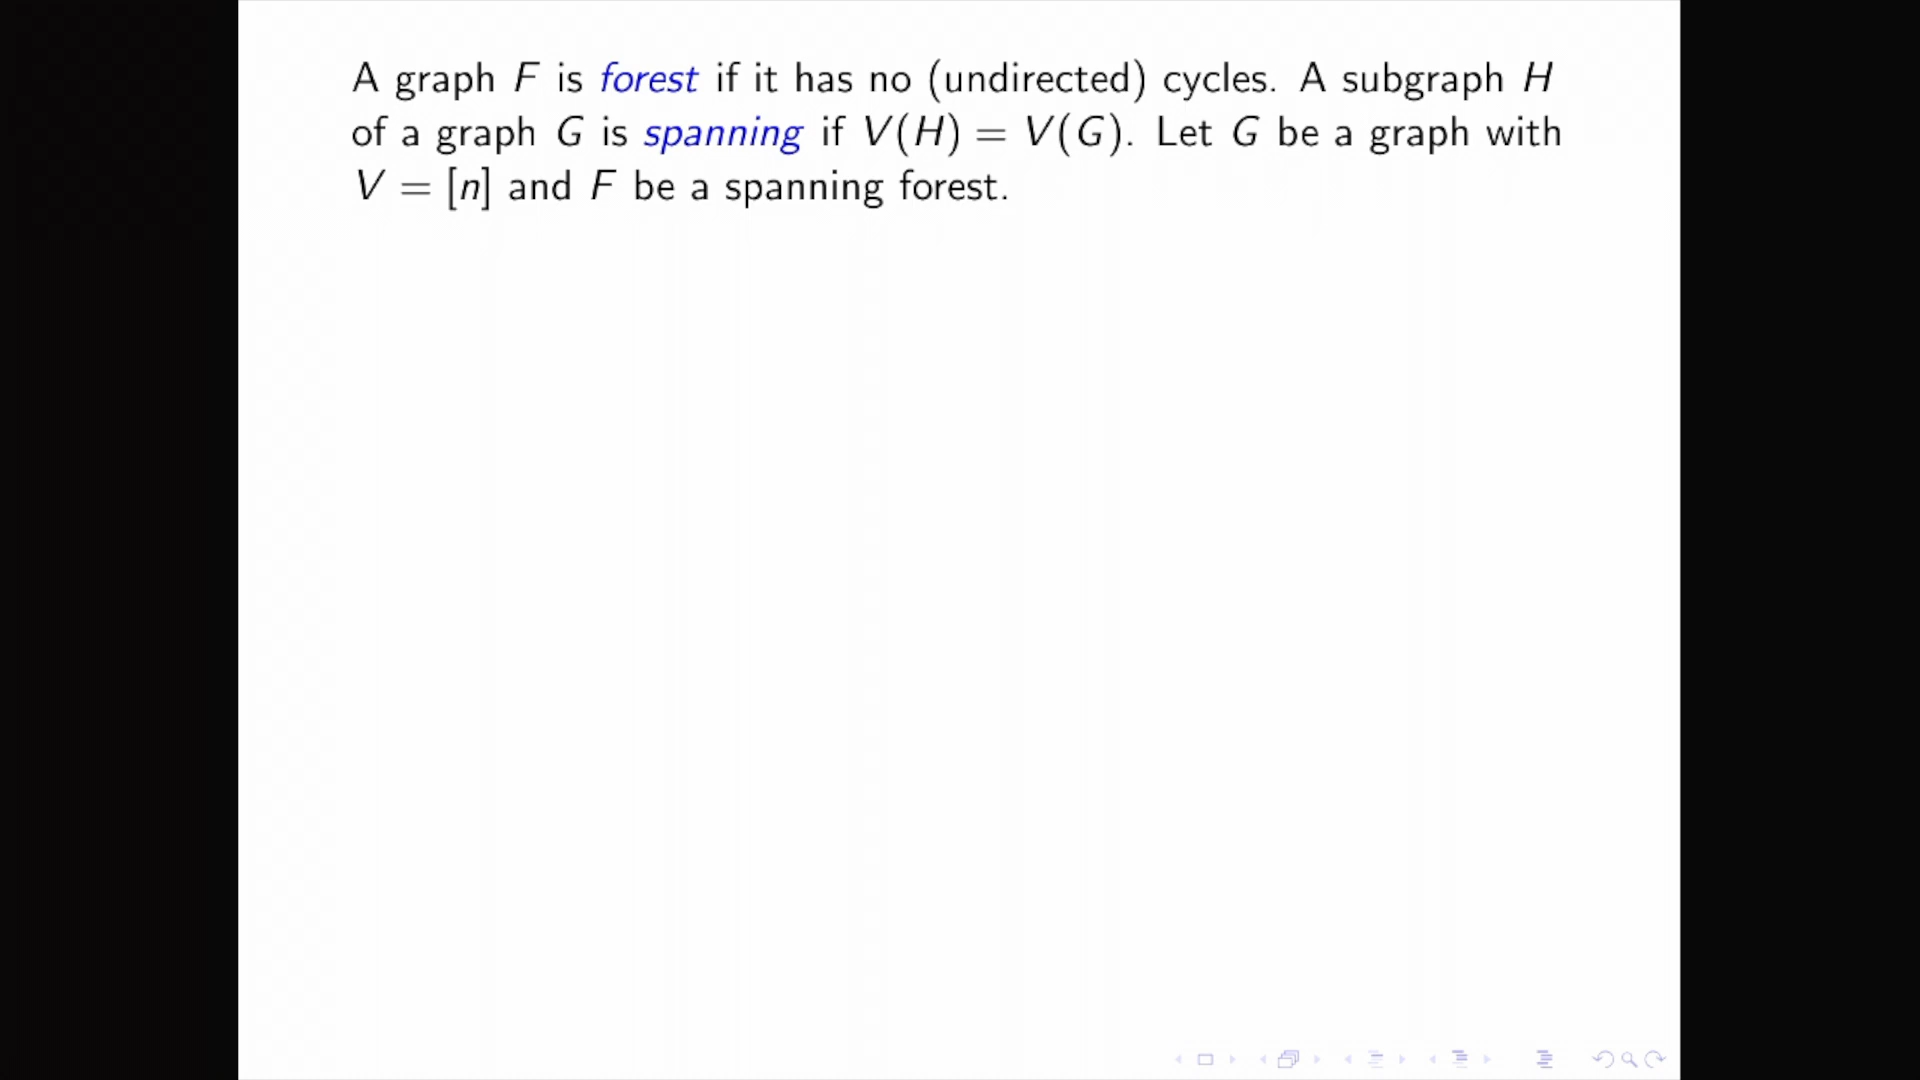 A graph F is forest if it has no (undirected) cycles. A subgraph H
of a graph G is spanning if V(H) = V(G). Let G be a graph with
V = [n] and F be a spanning forest.